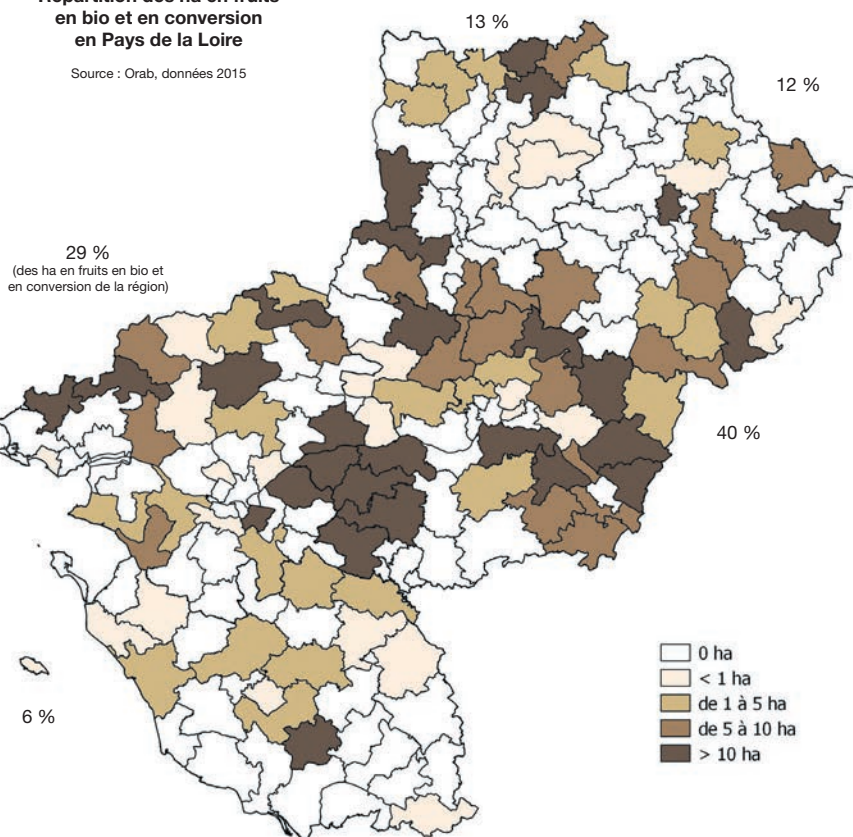 Répartition des ha en fruits
en bio et en conversion
en Pays de la Loire
Source : Orab, données 2015
13 %
12 %
29 %
(des ha en fruits en bio et
en conversion de la région)
40 %
6 %
0 ha
< 1 ha
de 1 à 5 ha
de 5 à 10 ha
> 10 ha